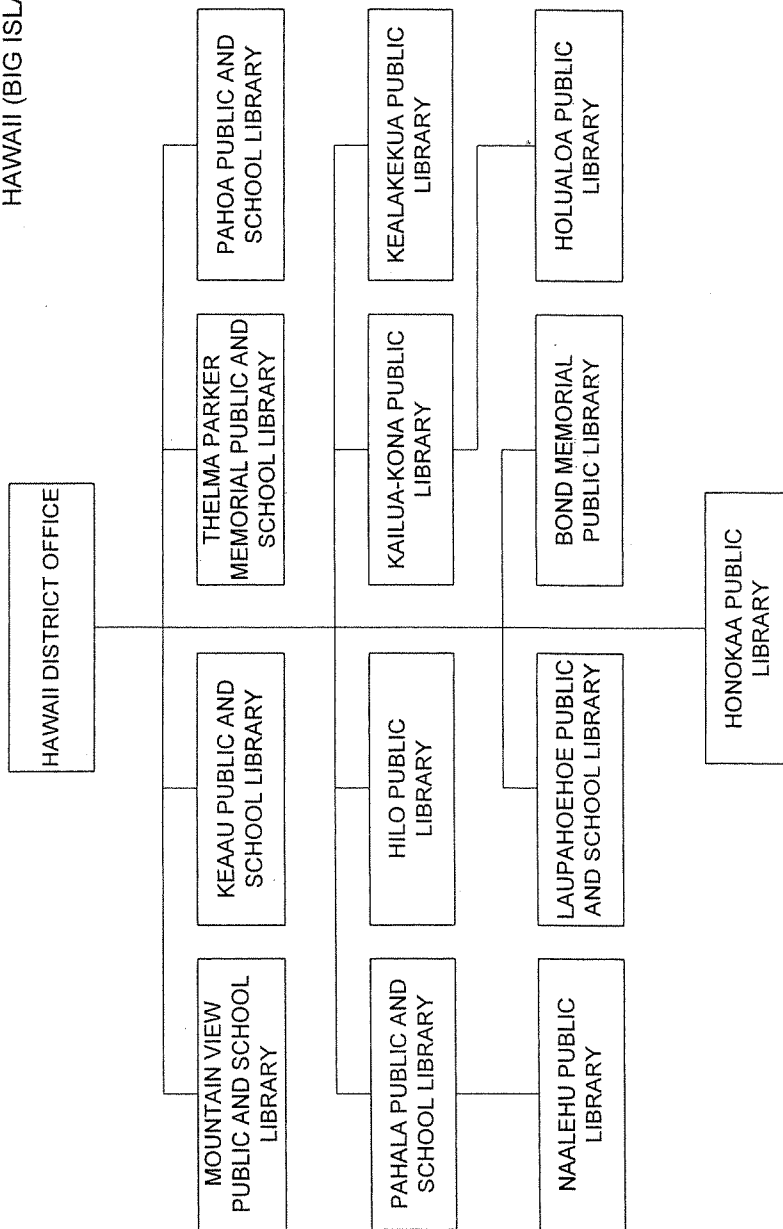 HAWAII (BIG ISL
HAWAII DISTRICT OFFICE
MOUNTAIN VIEW
PUBLIC AND SCHOOL
LIBRARY
KEAAU PUBLIC AND
SCHOOL LIBRARY
THELMA PARKER
MEMORIAL PUBLIC AND
SCHOOL LIBRARY
PAHOA PUBLIC AND
SCHOOL LIBRARY
PAHALA PUBLIC AND
SCHOOL LIBRARY
HILO PUBLIC
LIBRARY
KAILUA-KONA PUBLIC
LIBRARY
KEALAKEKUA PUBLIC
LIBRARY
NAALEHU PUBLIC
LIBRARY
LAUPAHOEHOE PUBLIC
AND SCHOOL LIBRARY
BOND MEMORIAL
PUBLIC LIBRARY
HOLUALOA PUBLIC
LIBRARY
HONOKAA PUBLIC
LIBRARY